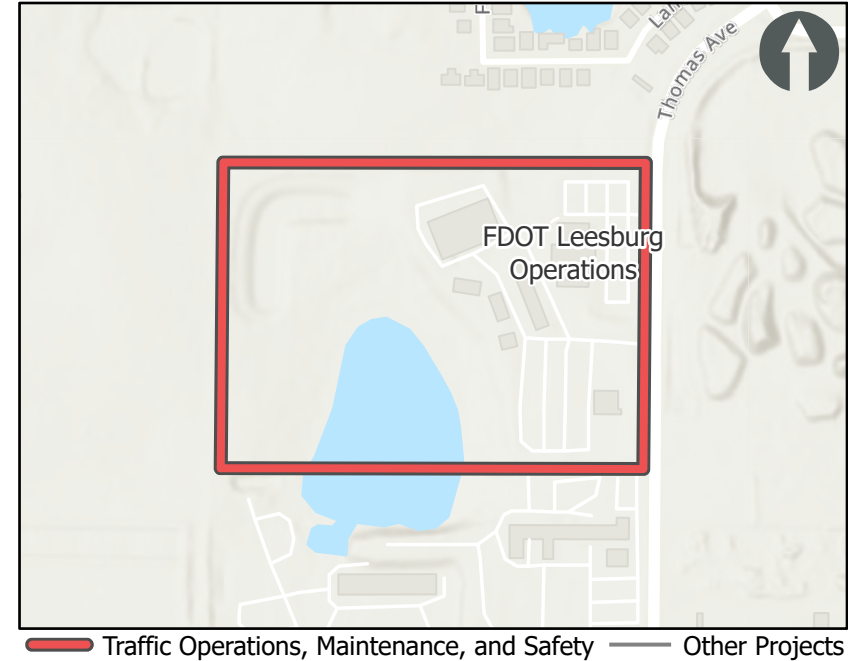 Thomas Ave
FDOT Leesburg
Operations
Traffic Operations, Maintenance, and Safety
Other Projects